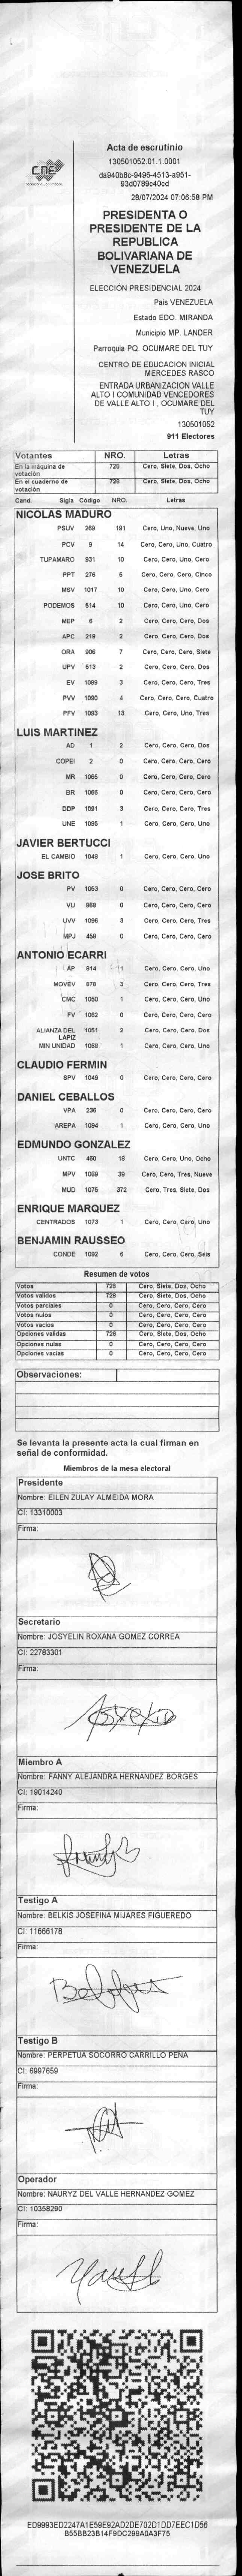 CNE
Acta de escrutinio
130501052.01.1.0001
da940b8c-9496-4513-a951-
93d0789c40cd
28/07/2024 07:06:58 PM
PRESIDENTA O
PRESIDENTE DE LA
REPUBLICA
BOLIVARIANA DE
VENEZUELA
ELECCIÓN PRESIDENCIAL 2024
Pais VENEZUELA
Estado EDO. MIRANDA
Municipio MP. LANDER
Parroquia PQ. OCUMARE DEL TUY
CENTRO DE EDUCACION INICIAL
MERCEDES RASCO
ENTRADA URBANIZACION VALLE
ALTO I COMUNIDAD VENCEDORES
DE VALLE ALTO I , OCUMARE DEL
TUY
130501052
911 Electores
Votantes NRO. Letras
En la máquina de votación 728 Cero, Siete, Dos, Ocho
En el cuaderno de votación 728 Cero, Siete, Dos, Ocho
Cand. Sigla Código NRO. Letras
NICOLAS MADURO
PSUV 269 191 Cero, Uno, Nueve, Uno
PCV 9 14 Cero, Cero, Uno, Cuatro
TUPAMARO 931 10 Cero, Cero, Uno, Cero
PPT 276 5 Cero, Cero, Cero, Cinco
MSV 1017 10 Cero, Cero, Uno, Cero
PODEMOS 514 10 Cero, Cero, Uno, Cero
MEP 6 2 Cero, Cero, Cero, Dos
APC 219 2 Cero, Cero, Cero, Dos
ORA 906 7 Cero, Cero, Cero, Siete
UPV 513 2 Cero, Cero, Cero, Dos
EV 1089 3 Cero, Cero, Cero, Tres
PVV 1090 4 Cero, Cero, Cero, Cuatro
PFV 1093 13 Cero, Cero, Uno, Tres
LUIS MARTINEZ
AD 1 2 Cero, Cero, Cero, Dos
COPEI 2 0 Cero, Cero, Cero, Cero
MR 1065 0 Cero, Cero, Cero, Cero
BR 1066 0 Cero, Cero, Cero, Cero
DDP 1091 3 Cero, Cero, Cero, Tres
UNE 1095 1 Cero, Cero, Cero, Uno
JAVIER BERTUCCI
EL CAMBIO 1048 1 Cero, Cero, Cero, Uno
JOSE BRITO
PV 1053 0 Cero, Cero, Cero, Cero
VU 868 0 Cero, Cero, Cero, Cero
UVV 1096 3 Cero, Cero, Cero, Tres
MPJ 458 0 Cero, Cero, Cero, Cero
ANTONIO ECARRI
AP 814 1 Cero, Cero, Cero, Uno
MOVEV 878 3 Cero, Cero, Cero, Tres
CMC 1050 1 Cero, Cero, Cero, Uno
FV 1062 0 Cero, Cero, Cero, Cero
ALIANZA DEL LAPIZ 1051 2 Cero, Cero, Cero, Dos
MIN UNIDAD 1068 1 Cero, Cero, Cero, Uno
CLAUDIO FERMIN
SPV 1049 0 Cero, Cero, Cero, Cero
DANIEL CEBALLOS
VPA 236 0 Cero, Cero, Cero, Cero
AREPA 1094 1 Cero, Cero, Cero, Uno
EDMUNDO GONZALEZ
UNTC 460 18 Cero, Cero, Uno, Ocho
MPV 1069 39 Cero, Cero, Tres, Nueve
MUD 1075 372 Cero, Tres, Siete, Dos
ENRIQUE MARQUEZ
CENTRADOS 1073 1 Cero, Cero, Cero, Uno
BENJAMIN RAUSSEO
CONDE 1092 6 Cero, Cero, Cero, Seis
Resumen de votos
Votos 728 Cero, Siete, Dos, Ocho
Votos validos 728 Cero, Siete, Dos, Ocho
Votos parciales 0 Cero, Cero, Cero, Cero
Votos nulos 0 Cero, Cero, Cero, Cero
Votos vacios 0 Cero, Cero, Cero, Cero
Opciones validas 728 Cero, Siete, Dos, Ocho
Opciones nulas 0 Cero, Cero, Cero, Cero
Opciones vacias 0 Cero, Cero, Cero, Cero
Observaciones:
Se levanta la presente acta la cual firman en
señal de conformidad.
Miembros de la mesa electoral
Presidente
Nombre: EILEN ZULAY ALMEIDA MORA
CI: 13310003
Firma:
Secretario
Nombre: JOSYELIN ROXANA GOMEZ CORREA
CI: 22783301
Firma:
Miembro A
Nombre: FANNY ALEJANDRA HERNANDEZ BORGES
CI: 19014240
Firma:
Testigo A
Nombre: BELKIS JOSEFINA MIJARES FIGUEREDO
CI: 11666178
Firma:
Testigo B
Nombre: PERPETUA SOCORRO CARRILLO PENA
CI: 6997659
Firma:
Operador
Nombre: NAURYZ DEL VALLE HERNANDEZ GOMEZ
CI: 10358290
Firma:
ED9993ED2247A1E59E92AD2DE702D1DD7EEC1D56
B55BB23B14F9DC299A0A3F75